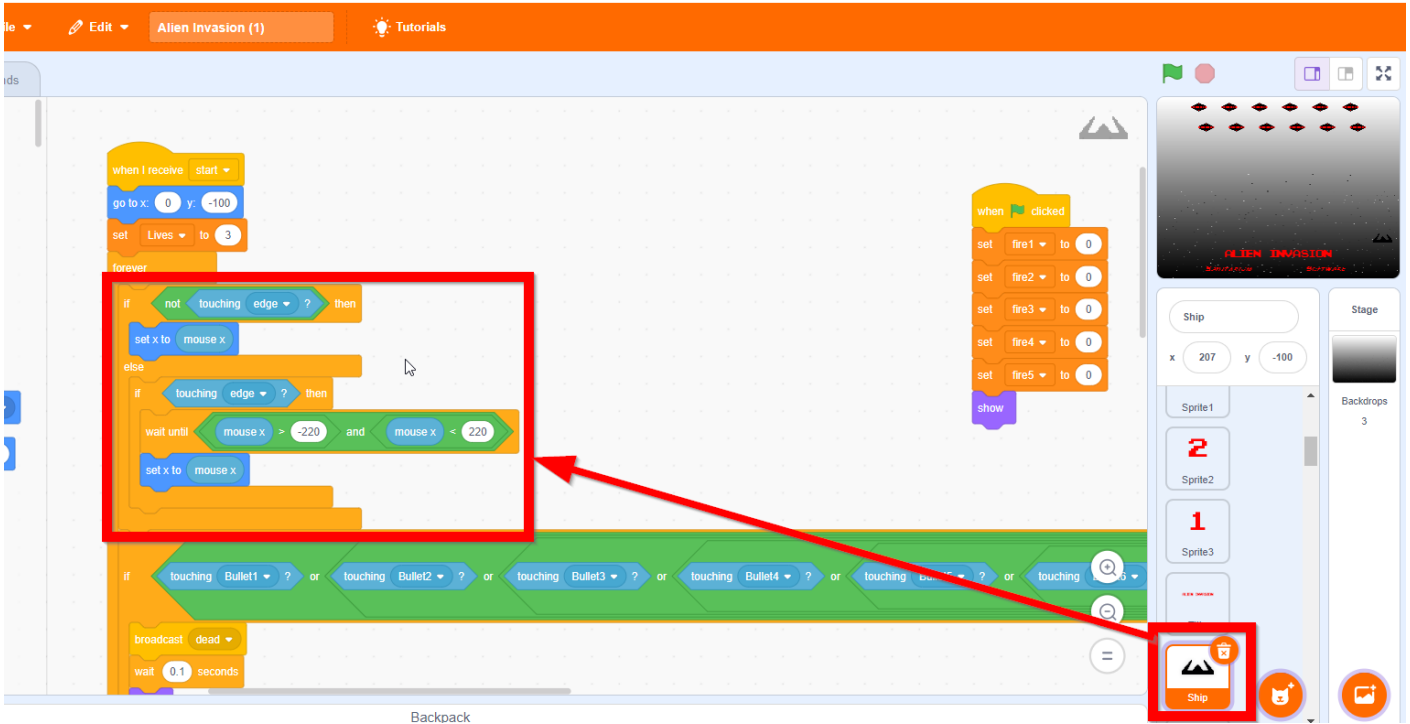 ile Edit Alien Invasion (1) Tutorials
nds
when I receive start
go to x: 0 y: -100
set Lives to 3
forever
if not touching edge ? then
set x to mouse x
else
if touching edge ? then
wait until mouse x > -220 and mouse x < 220
set x to mouse x
if touching Bullet1 ? or touching Bullet2 ? or touching Bullet3 ? or touching Bullet4 ? or touching Bullet5 ? or touching
broadcast dead
wait 0.1 seconds
when clicked
set fire1 to 0
set fire2 to 0
set fire3 to 0
set fire4 to 0
set fire5 to 0
show
ALIEN INVASION
Ship
x 207 y -100
Stage
Backdrops
3
Sprite1
2
Sprite2
1
Sprite3
ALIEN INVASION
Ship
Backpack